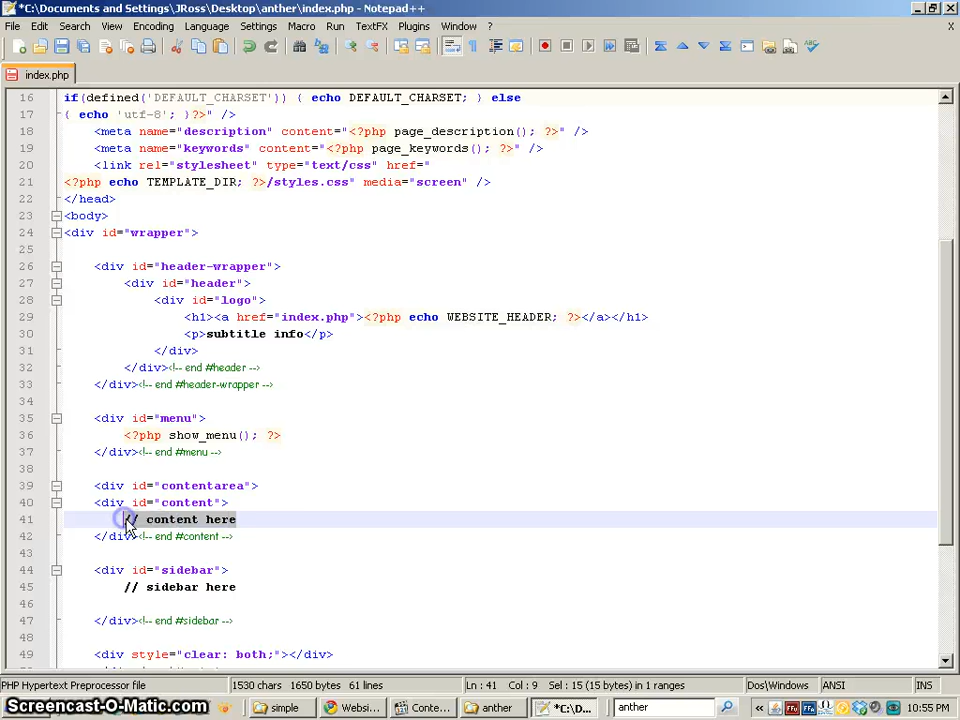 *C:\Documents and Settings\JRoss\Desktop\anther\index.php - Notepad++
File Edit Search View Encoding Language Settings Macro Run TextFX Plugins Window ? X
index.php
16 if(defined('DEFAULT_CHARSET')) { echo DEFAULT_CHARSET; } else
17 { echo 'utf-8'; }?>" />
18 <meta name="description" content="<?php page_description(); ?>" />
19 <meta name="keywords" content="<?php page_keywords(); ?>" />
20 <link rel="stylesheet" type="text/css" href="
21 <?php echo TEMPLATE_DIR; ?>/styles.css" media="screen" />
22 </head>
23 <body>
24 <div id="wrapper">
25
26 <div id="header-wrapper">
27 <div id="header">
28 <div id="logo">
29 <h1><a href="index.php"><?php echo WEBSITE_HEADER; ?></a></h1>
30 <p>subtitle info</p>
31 </div>
32 </div><!-- end #header -->
33 </div><!-- end #header-wrapper -->
34
35 <div id="menu">
36 <?php show_menu(); ?>
37 </div><!-- end #menu -->
38
39 <div id="contentarea">
40 <div id="content">
41 // content here
42 </div><!-- end #content -->
43
44 <div id="sidebar">
45 // sidebar here
46
47 </div><!-- end #sidebar -->
48
49 <div style="clear: both;"></div>
PHP Hypertext Preprocessor file 1530 chars 1650 bytes 61 lines Ln : 41 Col : 9 Sel : 15 (15 bytes) in 1 ranges Dos\Windows ANSI INS
Screencast-O-Matic.com simple Websi... Conte... anther *C:\D... anther « 10:55 PM